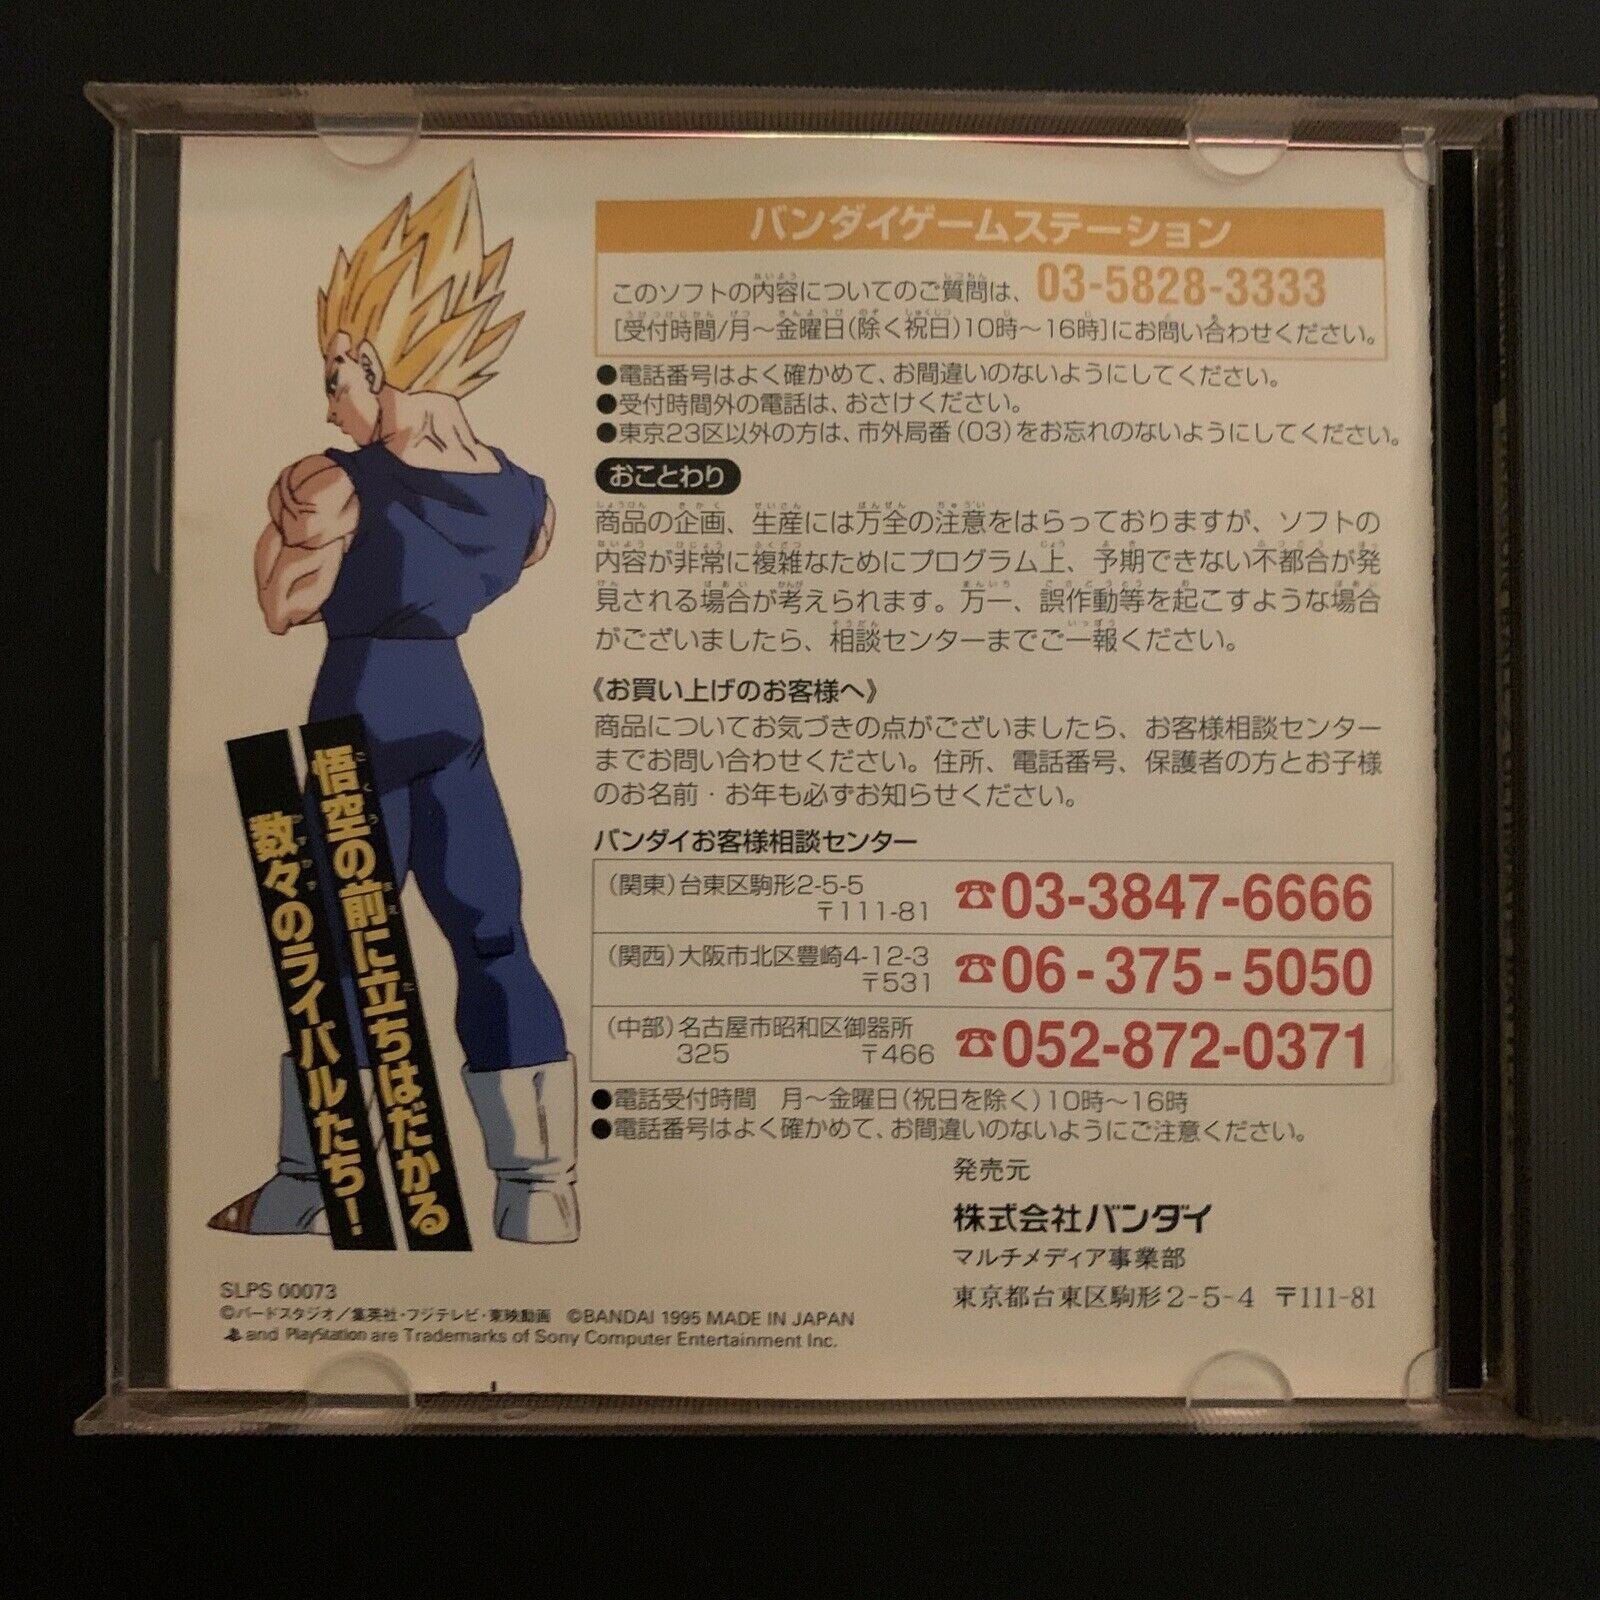 バンダイゲームステーション
このソフトの内容についてのご質問は、03-5828-3333
[受付時間/月〜金曜日(除く祝日)10時〜16時]にお問い合わせください。
●電話番号はよく確かめて、お間違いのないようにしてください。
●受付時間外の電話は、おさけください。
●東京23区以外の方は、市外局番(03)をお忘れのないようにしてください。
おことわり
商品の企画、生産には万全の注意をはらっておりますが、ソフトの
内容が非常に複雑なためにプログラム上、予期できない不都合が発
見される場合が考えられます。万一、誤作動等を起こすような場合
がございましたら、相談センターまでご一報ください。
《お買い上げのお客様へ》
商品についてお気づきの点がございましたら、お客様相談センター
までお問い合わせください。住所、電話番号、保護者の方とお子様
のお名前・お年も必ずお知らせください。
バンダイお客様相談センター
(関東)台東区駒形2-5-5
〒111-81 ☎03-3847-6666
(関西)大阪市北区豊崎4-12-3
〒531 ☎06-375-5050
(中部)名古屋市昭和区御器所
325 〒466 ☎052-872-0371
●電話受付時間 月〜金曜日(祝日を除く)10時〜16時
●電話番号はよく確かめて、お間違いのないようにご注意ください。
発売元
株式会社バンダイ
マルチメディア事業部
東京都台東区駒形2-5-4 〒111-81
悟空の前に立ちはだかる
数々のライバルたち!
SLPS 00073
©バードスタジオ/集英社・フジテレビ・東映動画 ©BANDAI 1995 MADE IN JAPAN
and PlayStation are Trademarks of Sony Computer Entertainment Inc.